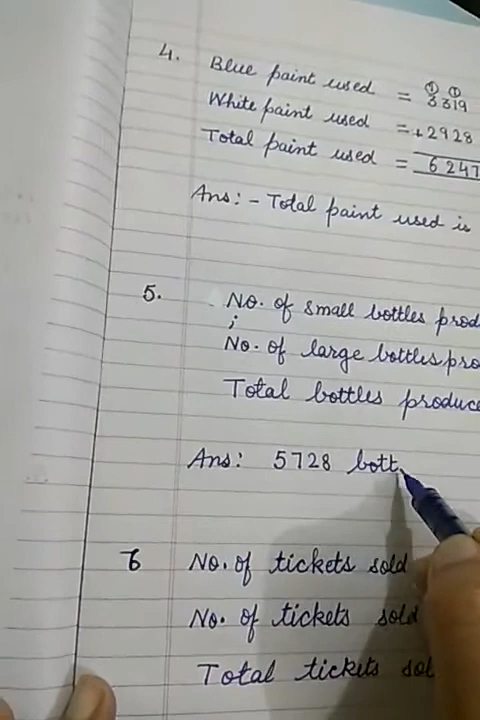 4. Blue paint used = 3319
White paint used = +2928
Total paint used = 6247
Ans:- Total paint used is
5. No. of small bottles prod
No. of large bottles pro
Total bottles produce
Ans: 5728 bott
6 No. of tickets sold
No. of tickets sold
Total tickets sol